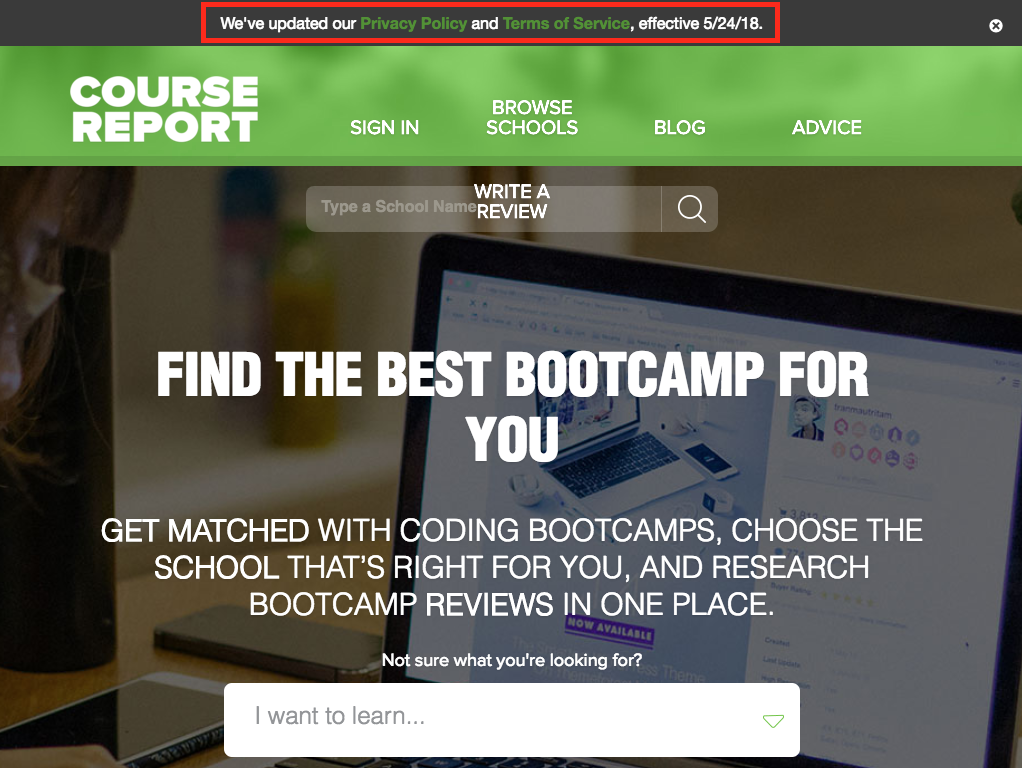 We've updated our Privacy Policy and Terms of Service, effective 5/24/18.
COURSE
REPORT
SIGN IN
BROWSE
SCHOOLS
BLOG
ADVICE
WRITE A
REVIEW
Type a School Name
FIND THE BEST BOOTCAMP FOR
YOU
GET MATCHED WITH CODING BOOTCAMPS, CHOOSE THE
SCHOOL THAT'S RIGHT FOR YOU, AND RESEARCH
BOOTCAMP REVIEWS IN ONE PLACE.
NOW AVAILABLE
Not sure what you're looking for?
I want to learn...